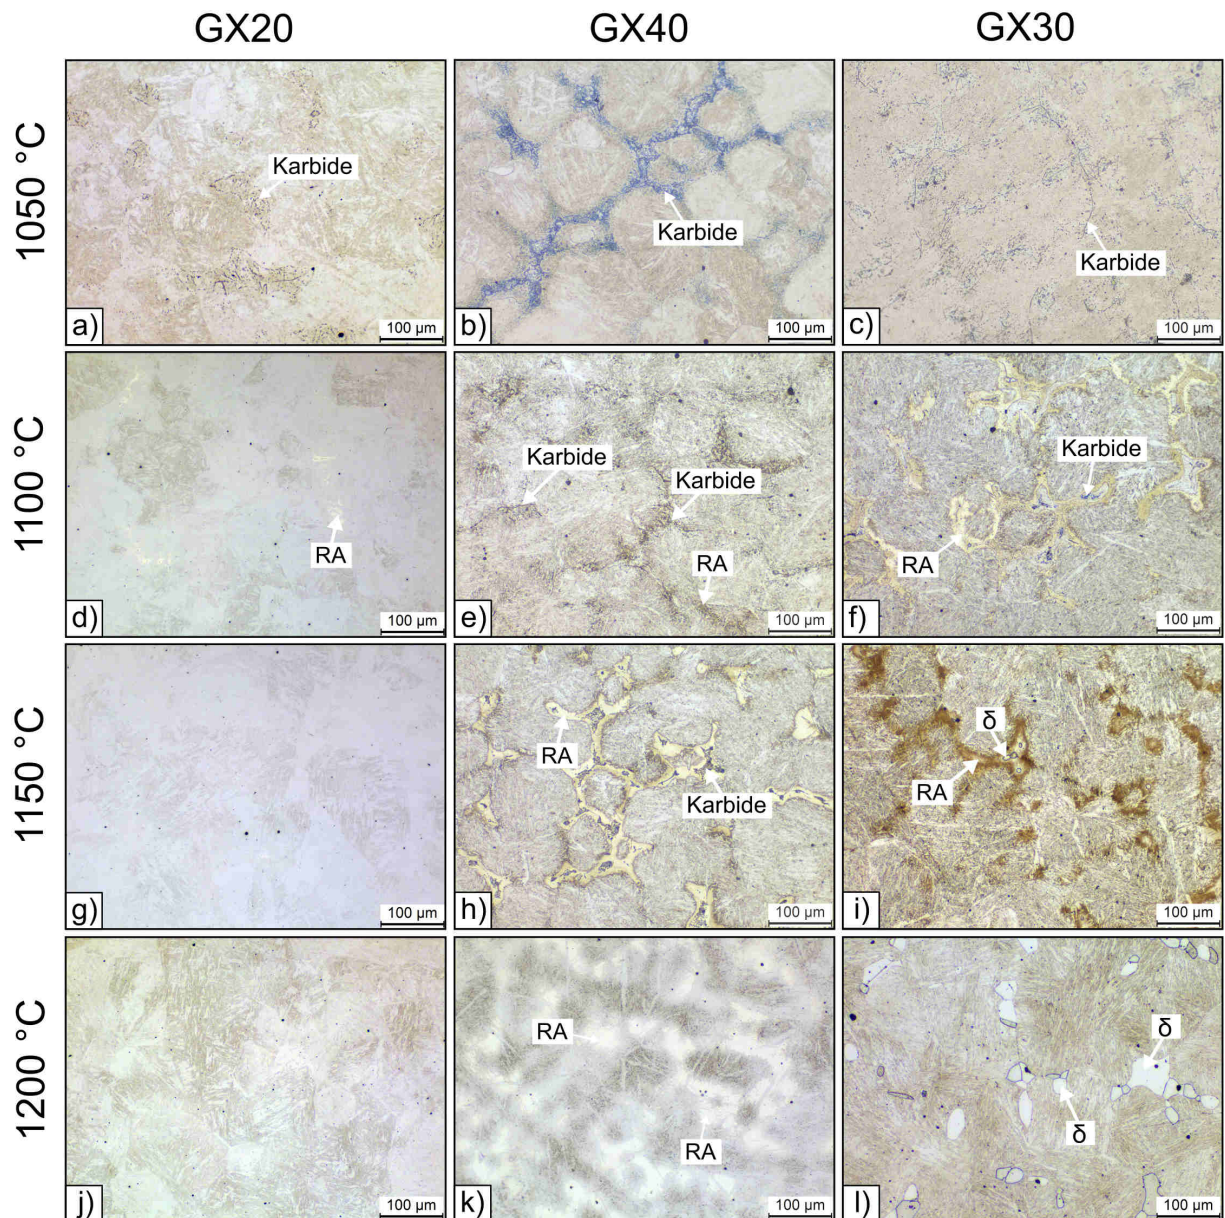 GX20 GX40 GX30
1050 °C
Karbide
Karbide
Karbide
a) 100 µm
b) 100 µm
c) 100 µm
1100 °C
Karbide
Karbide
Karbide
RA
RA
RA
d) 100 µm
e) 100 µm
f) 100 µm
1150 °C
RA
δ
RA
Karbide
g) 100 µm
h) 100 µm
i) 100 µm
1200 °C
RA
δ
RA
δ
j) 100 µm
k) 100 µm
l) 100 µm